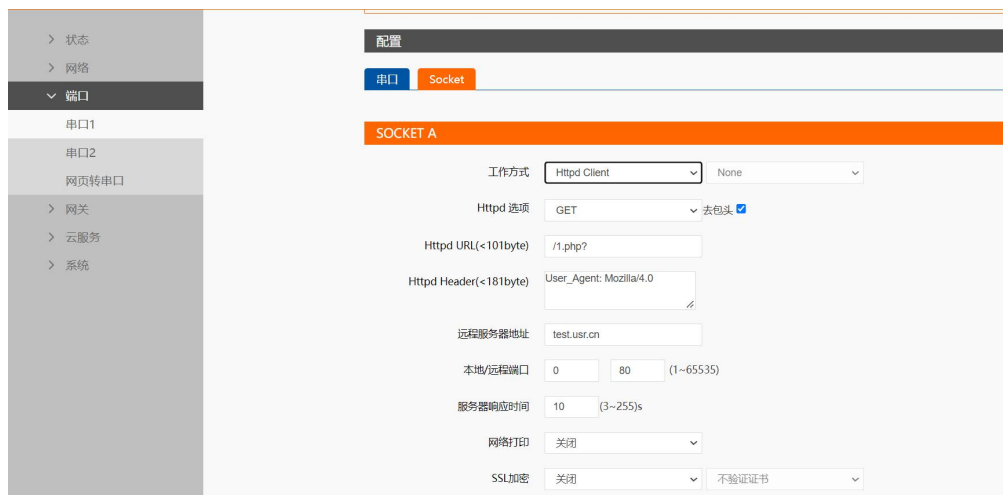 状态
网络
端口
串口1
串口2
网页转串口
网关
云服务
系统
配置
串口 Socket
SOCKET A
工作方式 Httpd Client None
Httpd 选项 GET 去包头
Httpd URL(<101byte) /1.php?
Httpd Header(<181byte) User_Agent: Mozilla/4.0
远程服务器地址 test.usr.cn
本地/远程端口 0 80 (1~65535)
服务器响应时间 10 (3~255)s
网络打印 关闭
SSL加密 关闭 不验证证书